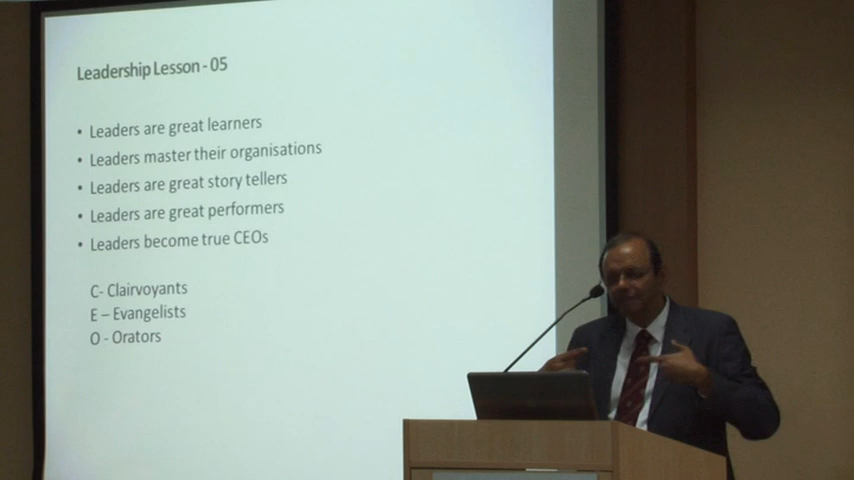 Leadership Lesson - 05
• Leaders are great learners
• Leaders master their organisations
• Leaders are great story tellers
• Leaders are great performers
• Leaders become true CEOs
C- Clairvoyants
E – Evangelists
O - Orators